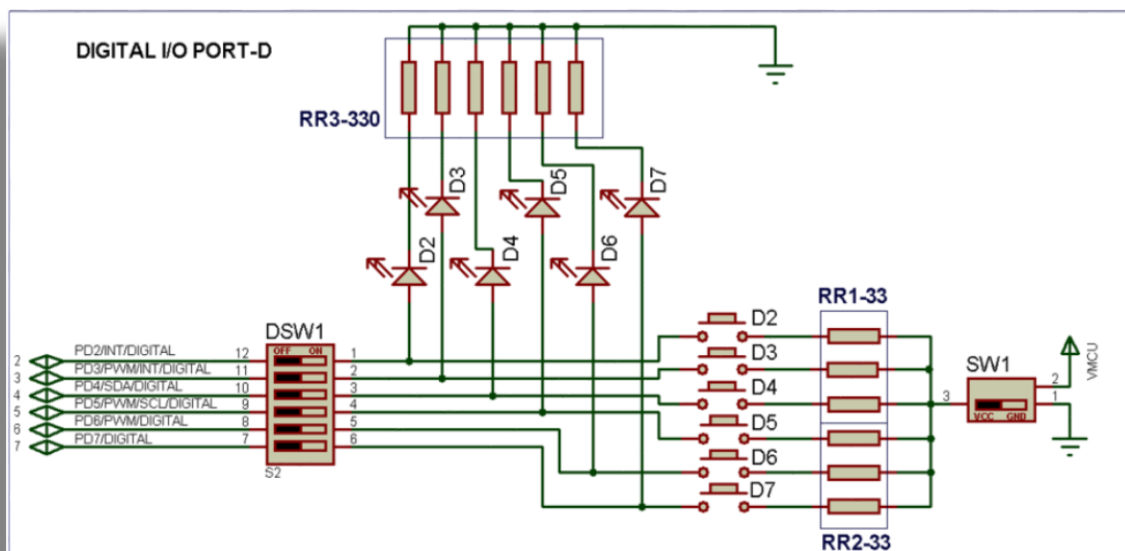 DIGITAL I/O PORT-D
RR3-330
D3
D5
D7
D2
D4
D6
RR1-33
DSW1
D2
OFF ON
SW1
VMCU
2 PD2/INT/DIGITAL 12 1
3 PD3/PWM/INT/DIGITAL 11 2
D3
4 PD4/SDA/DIGITAL 10 3
D4
3 2
VCC GND 1
5 PD5/PWM/SCL/DIGITAL 9 4
D5
6 PD6/PWM/DIGITAL 8 5
D6
7 PD7/DIGITAL 7 6
S2
D7
RR2-33